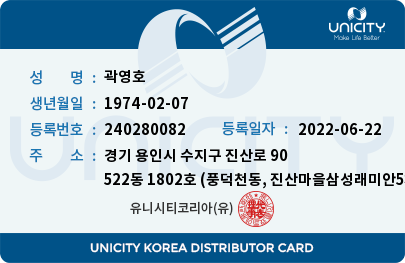 UNICITY
Make Life Better
성 명 : 곽영호
생년월일 : 1974-02-07
등록번호 : 240280082 등록일자 : 2022-06-22
주 소 : 경기 용인시 수지구 진산로 90
522동 1802호 (풍덕천동, 진산마을삼성래미안5
유니시티코리아(유)
UNICITY KOREA DISTRIBUTOR CARD